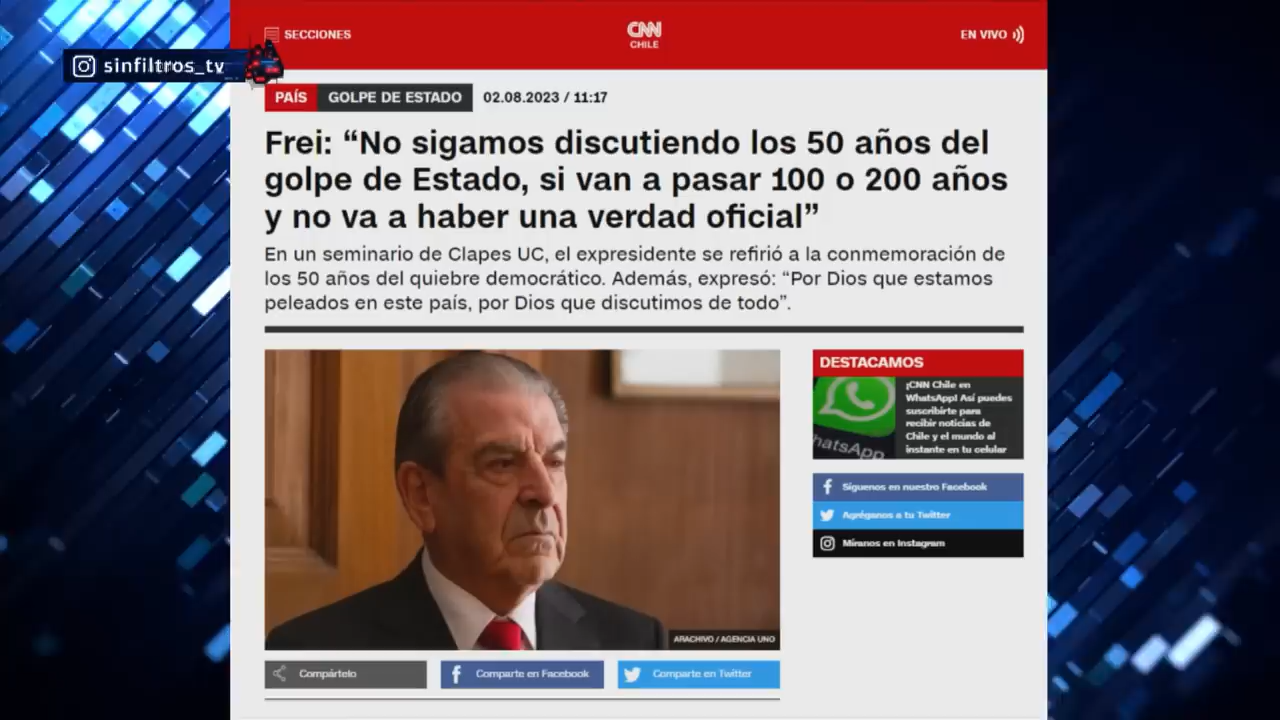 SECCIONES
CNN
CHILE
EN VIVO
sinfiltros_tv
PAÍS GOLPE DE ESTADO 02.08.2023 / 11:17
Frei: “No sigamos discutiendo los 50 años del
golpe de Estado, si van a pasar 100 o 200 años
y no va a haber una verdad oficial”
En un seminario de Clapes UC, el expresidente se refirió a la conmemoración de
los 50 años del quiebre democrático. Además, expresó: “Por Dios que estamos
peleados en este país, por Dios que discutimos de todo”.
ARACHIVO / AGENCIA UNO
Compártelo
Comparte en Facebook
Comparte en Twitter
DESTACAMOS
hatsApp
¡CNN Chile en
WhatsApp! Así puedes
suscribirte para
recibir noticias de
Chile y el mundo al
instante en tu celular
Síguenos en nuestro Facebook
Agréganos a tu Twitter
Míranos en Instagram